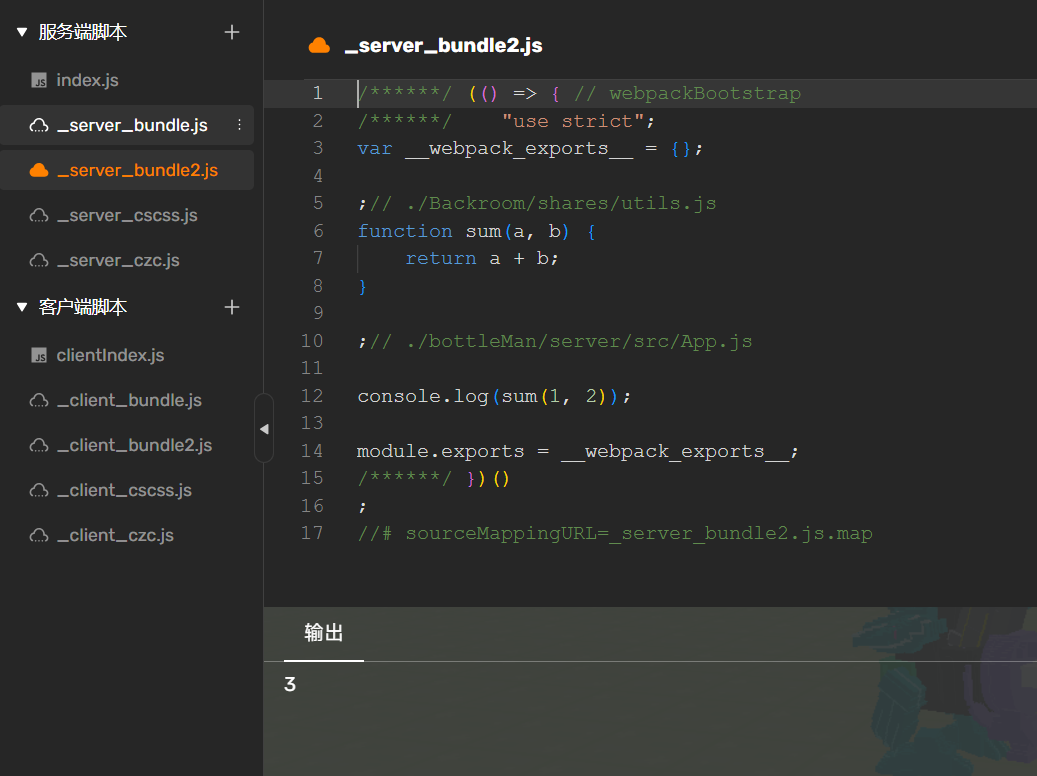 服务端脚本
index.js
_server_bundle.js
_server_bundle2.js
_server_cscss.js
_server_czc.js
客户端脚本
clientIndex.js
_client_bundle.js
_client_bundle2.js
_client_cscss.js
_client_czc.js
_server_bundle2.js
1 /******/ (() => { // webpackBootstrap
2 /******/ 	"use strict";
3 var __webpack_exports__ = {};
4
5 ;// ./Backroom/shares/utils.js
6 function sum(a, b) {
7     return a + b;
8 }
9
10 ;// ./bottleMan/server/src/App.js
11
12 console.log(sum(1, 2));
13
14 module.exports = __webpack_exports__;
15 /******/ })()
16 ;
17 //# sourceMappingURL=_server_bundle2.js.map
输出
3